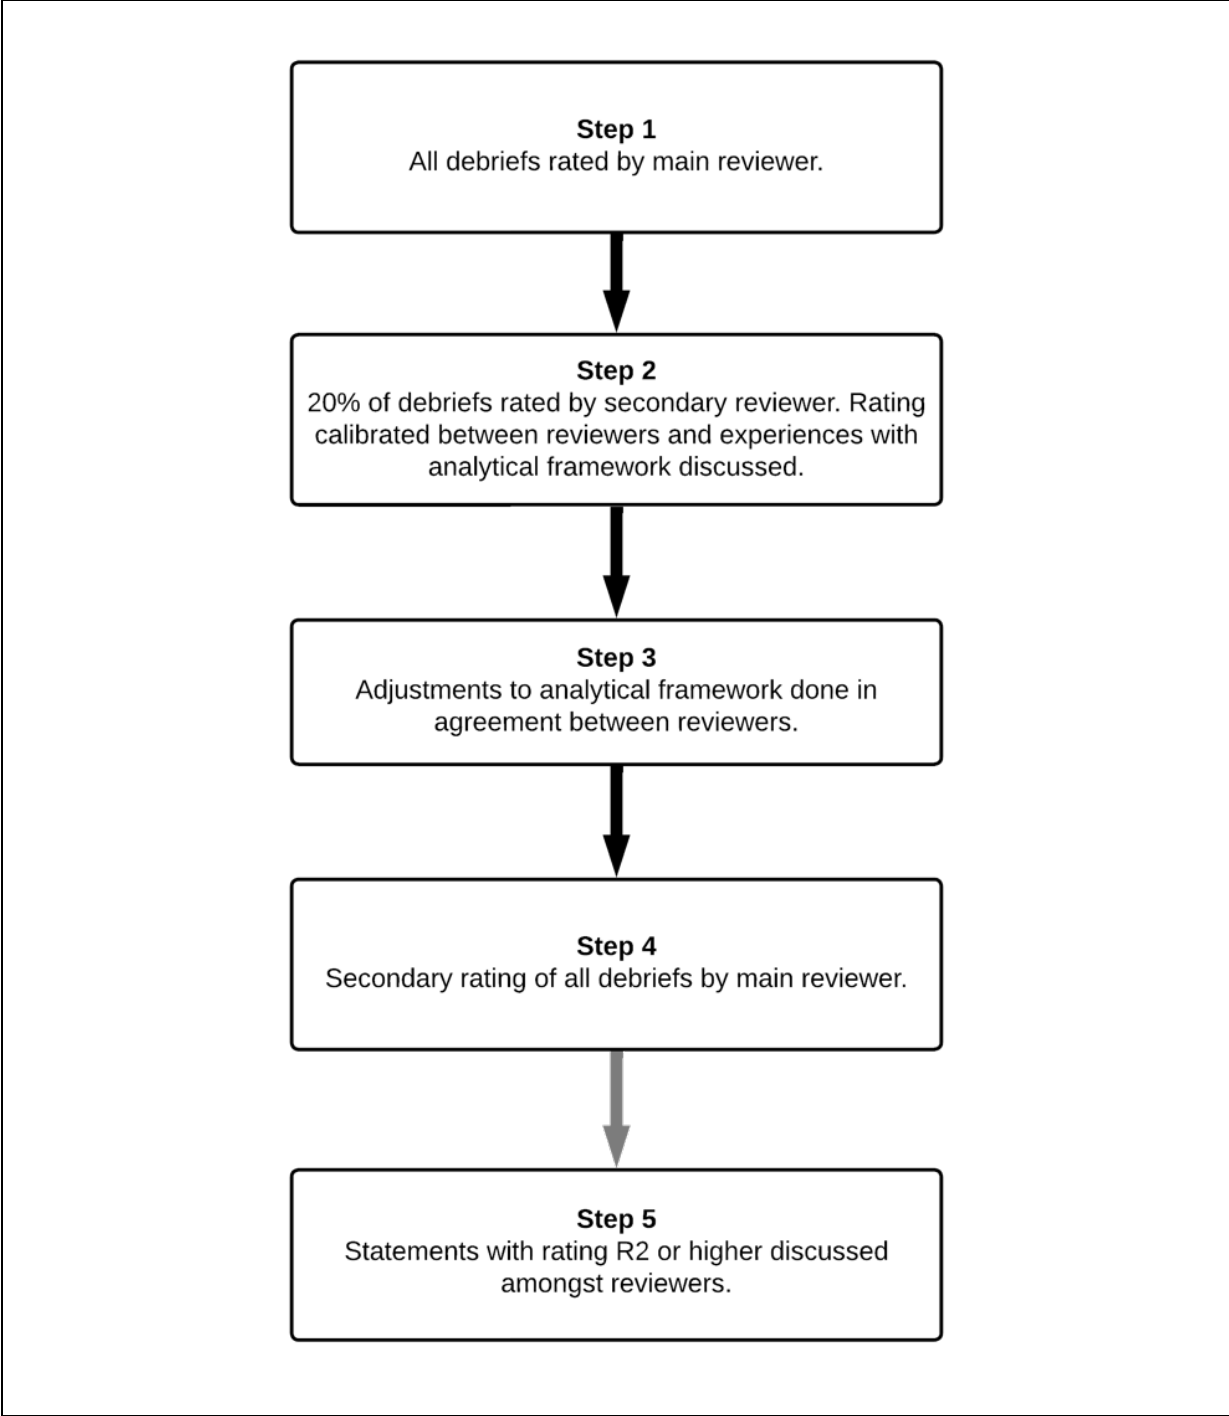 Step 1
All debriefs rated by main reviewer.
Step 2
20% of debriefs rated by secondary reviewer. Rating
calibrated between reviewers and experiences with
analytical framework discussed.
Step 3
Adjustments to analytical framework done in
agreement between reviewers.
Step 4
Secondary rating of all debriefs by main reviewer.
Step 5
Statements with rating R2 or higher discussed
amongst reviewers.